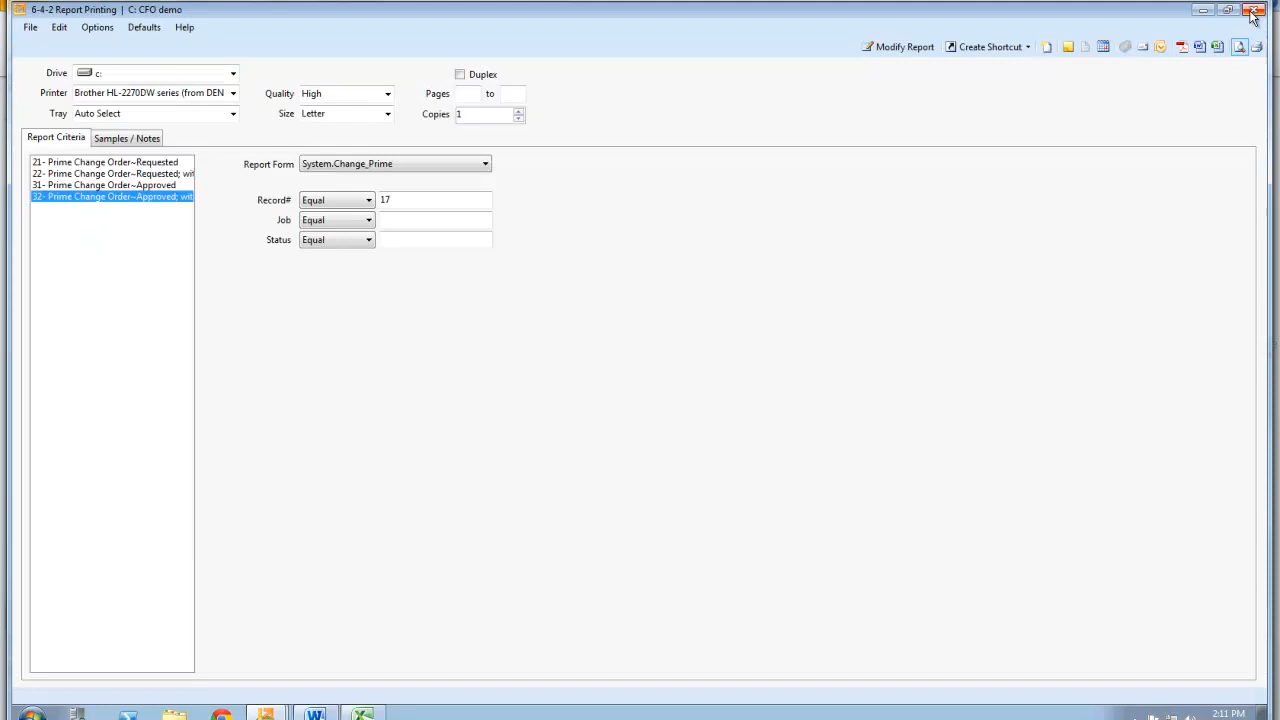 6-4-2 Report Printing | C: CFO demo
File Edit Options Defaults Help
Modify Report Create Shortcut
Drive c: Duplex
Printer Brother HL-2270DW series (from DEN Quality High Pages to
Tray Auto Select Size Letter Copies 1
Report Criteria Samples / Notes
21- Prime Change Order~Requested
22- Prime Change Order~Requested; wit
31- Prime Change Order~Approved
32- Prime Change Order~Approved; wit
Report Form System.Change_Prime
Record# Equal 17
Job Equal
Status Equal
2:11 PM